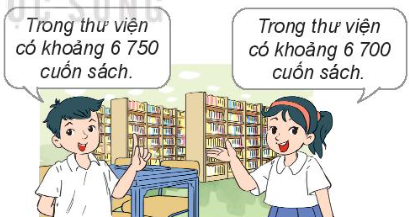 Trong thư viện
có khoảng 6 750
cuốn sách.
Trong thư viện
có khoảng 6 700
cuốn sách.